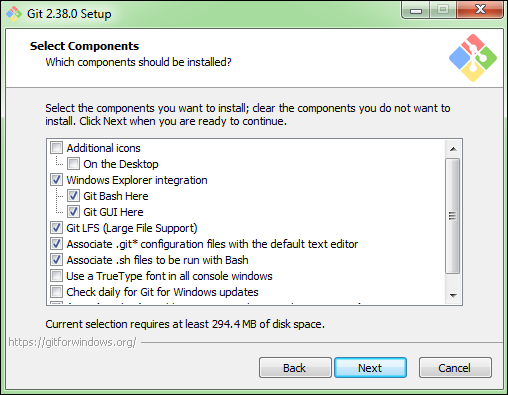 Git 2.38.0 Setup
Select Components
Which components should be installed?
Select the components you want to install; clear the components you do not want to
install. Click Next when you are ready to continue.
Additional icons
On the Desktop
Windows Explorer integration
Git Bash Here
Git GUI Here
Git LFS (Large File Support)
Associate .git* configuration files with the default text editor
Associate .sh files to be run with Bash
Use a TrueType font in all console windows
Check daily for Git for Windows updates
Current selection requires at least 294.4 MB of disk space.
https://gitforwindows.org/
Back
Next
Cancel